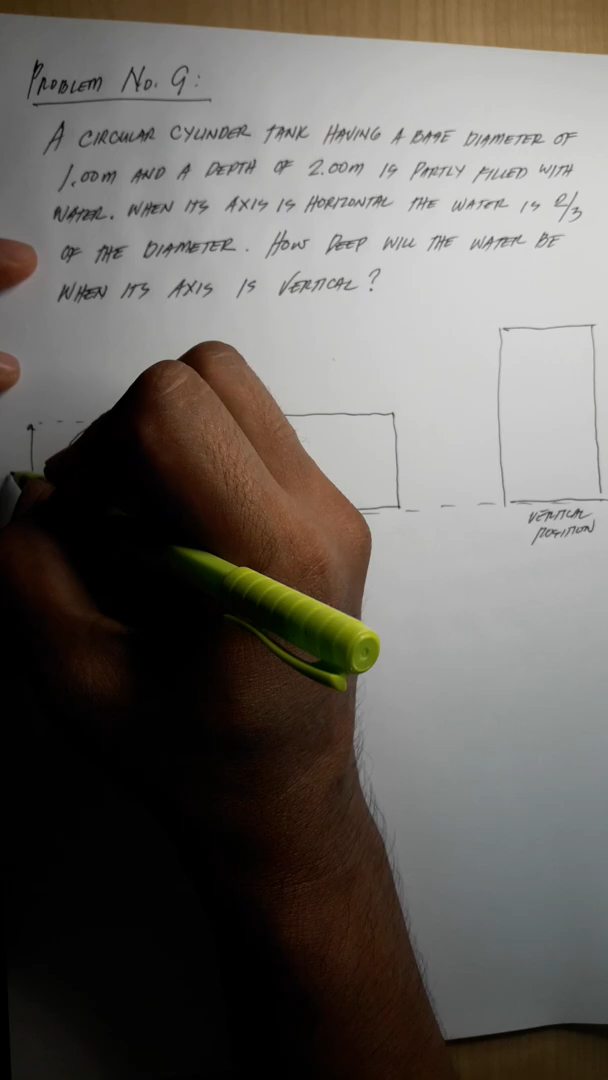 PROBLEM NO. 9:
A CIRCULAR CYLINDER TANK HAVING A BASE DIAMETER OF
1.00M AND A DEPTH OF 2.00M IS PARTLY FILLED WITH
WATER. WHEN ITS AXIS IS HORIZONTAL THE WATER IS 2/3
OF THE DIAMETER. HOW DEEP WILL THE WATER BE
WHEN ITS AXIS IS VERTICAL?
VERTICAL
POSITION